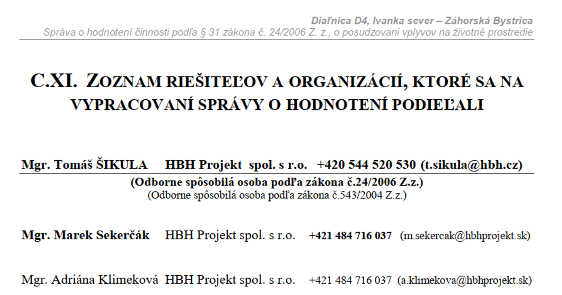 Diaľnica D4, Ivanka sever – Záhorská Bystrica
Správa o hodnotení činnosti podľa § 31 zákona č. 24/2006 Z. z., o posudzovaní vplyvov na životné prostredie
C.XI. ZOZNAM RIEŠITEĽOV A ORGANIZÁCIÍ, KTORÉ SA NA
VYPRACOVANÍ SPRÁVY O HODNOTENÍ PODIEĽALI
Mgr. Tomáš ŠIKULA HBH Projekt spol. s r.o. +420 544 520 530 (t.sikula@hbh.cz)
(Odborne spôsobilá osoba podľa zákona č.24/2006 Z.z.)
(Odborne spôsobilá osoba podľa zákona č.543/2004 Z.z.)
Mgr. Marek Sekerčák HBH Projekt spol. s r.o. +421 484 716 037 (m.sekercak@hbhprojekt.sk)
Mgr. Adriána Klimeková HBH Projekt spol. s r.o. +421 484 716 037 (a.klimekova@hbhprojekt.sk)